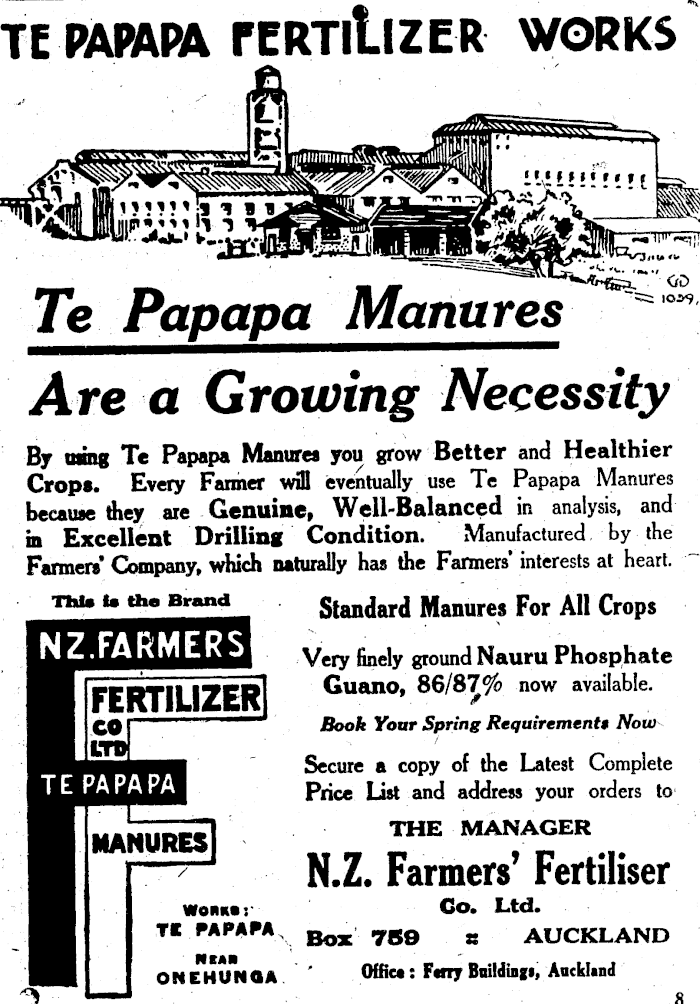 TE PAPAPA FERTILIZER WORKS
Te Papapa Manures
Are a Growing Necessity
By using Te Papapa Manures you grow Better and Healthier
Crops. Every Farmer will eventually use Te Papapa Manures
because they are Genuine, Well-Balanced in analysis, and
in Excellent Drilling Condition. Manufactured by the
Farmers' Company, which naturally has the Farmers' interests at heart.
This is the Brand
NZ. FARMERS
FERTILIZER
CO
LTD
TE PAPAPA
MANURES
WORKS:
TE PAPAPA
NEAR
ONEHUNGA
Standard Manures For All Crops
Very finely ground Nauru Phosphate
Guano, 86/87% now available.
Book Your Spring Requirements Now
Secure a copy of the Latest Complete
Price List and address your orders to
THE MANAGER
N.Z. Farmers' Fertiliser
Co. Ltd.
Box 759 :: AUCKLAND
Office: Ferry Buildings, Auckland
8